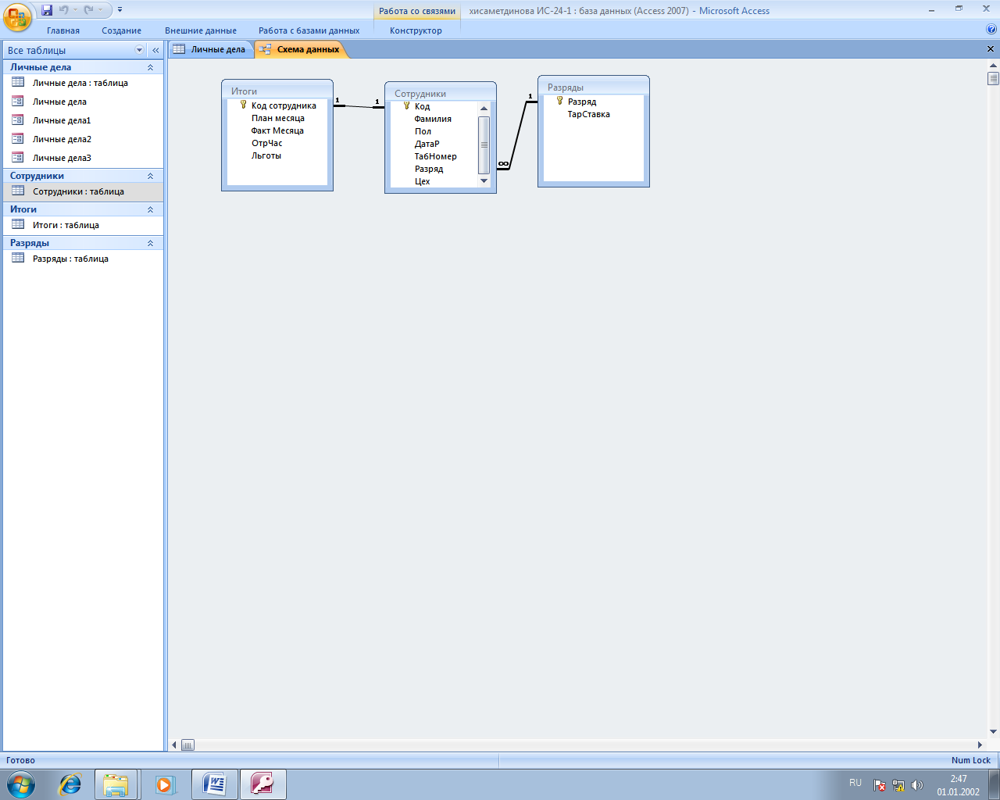 Работа со связями
хисаметдинова ИС-24-1 : база данных (Access 2007) - Microsoft Access
Главная
Создание
Внешние данные
Работа с базами данных
Конструктор
Все таблицы
Личные дела
Личные дела : таблица
Личные дела
Личные дела1
Личные дела2
Личные дела3
Сотрудники
Сотрудники : таблица
Итоги
Итоги : таблица
Разряды
Разряды : таблица
Личные дела
Схема данных
Итоги
Код сотрудника
План месяца
Факт Месяца
ОтрЧас
Льготы
1
1
Сотрудники
Код
Фамилия
Пол
ДатаР
ТабНомер
Разряд
Цех
∞
1
Разряды
Разряд
ТарСтавка
Готово
Num Lock
RU
2:47
01.01.2002